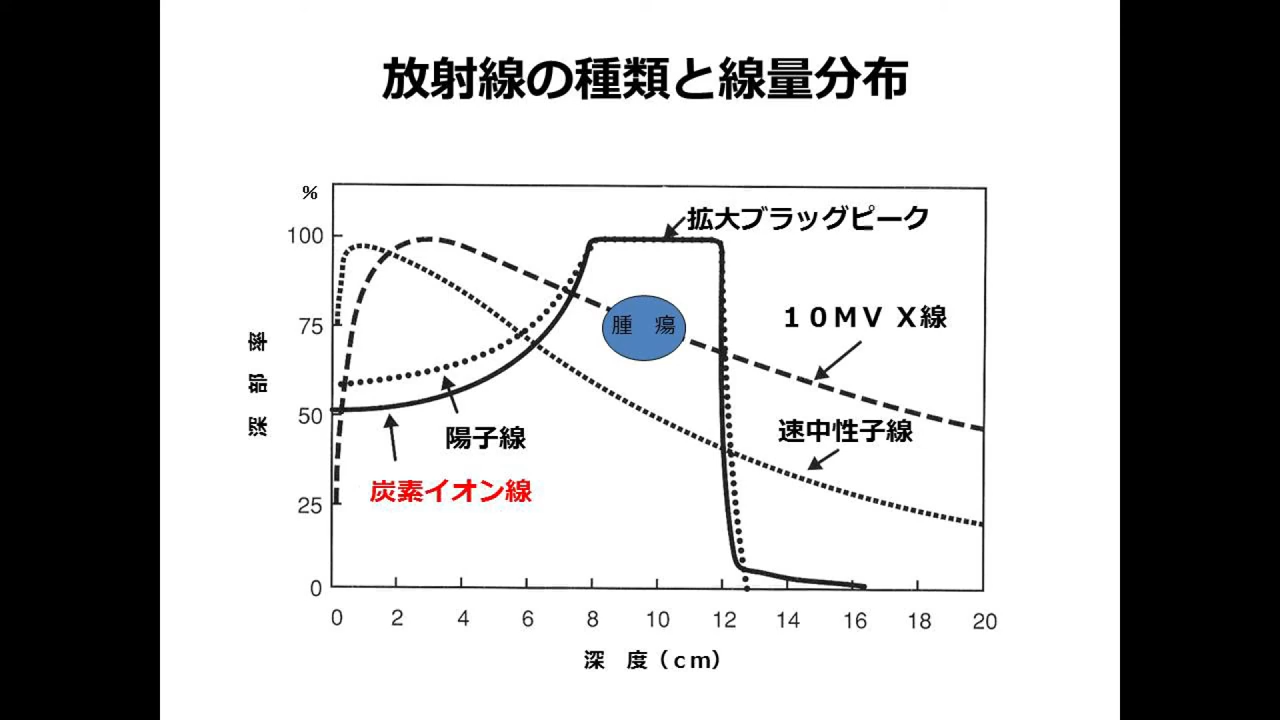 放射線の種類と線量分布
%
拡大ブラッグピーク
100
１０ＭＶ Ｘ線
腫　瘍
75
深部率
50
速中性子線
陽子線
炭素イオン線
25
0
0 2 4 6 8 10 12 14 16 18 20
深　度（ｃｍ）